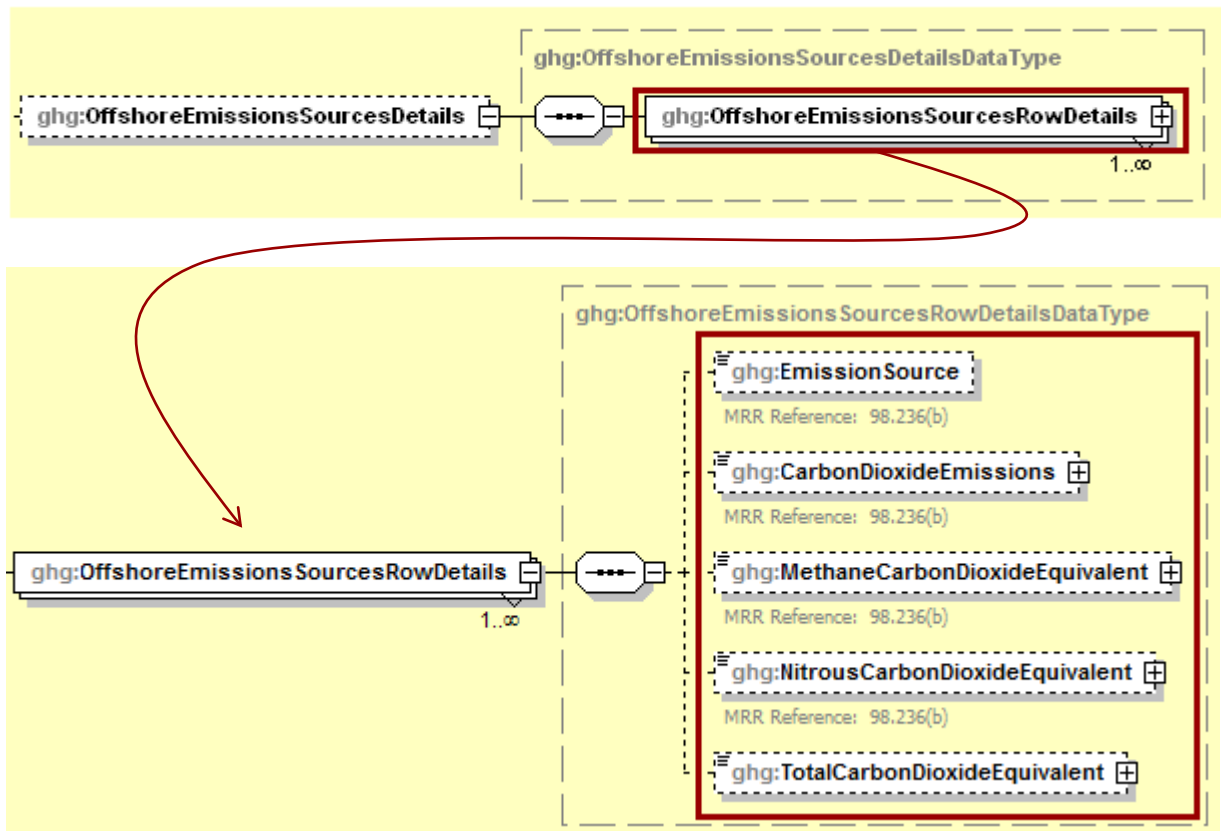 ghg:OffshoreEmissionsSourcesDetailsDataType
ghg:OffshoreEmissionsSourcesDetails
ghg:OffshoreEmissionsSourcesRowDetails
1..∞
ghg:OffshoreEmissionsSourcesRowDetailsDataType
ghg:EmissionSource
MRR Reference: 98.236(b)
ghg:CarbonDioxideEmissions
MRR Reference: 98.236(b)
ghg:OffshoreEmissionsSourcesRowDetails
1..∞
ghg:MethaneCarbonDioxideEquivalent
MRR Reference: 98.236(b)
ghg:NitrousCarbonDioxideEquivalent
MRR Reference: 98.236(b)
ghg:TotalCarbonDioxideEquivalent